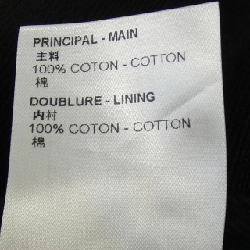 PRINCIPAL - MAIN
主料
100% COTON - COTTON
棉
DOUBLURE - LINING
内衬
100% COTON - COTTON
棉